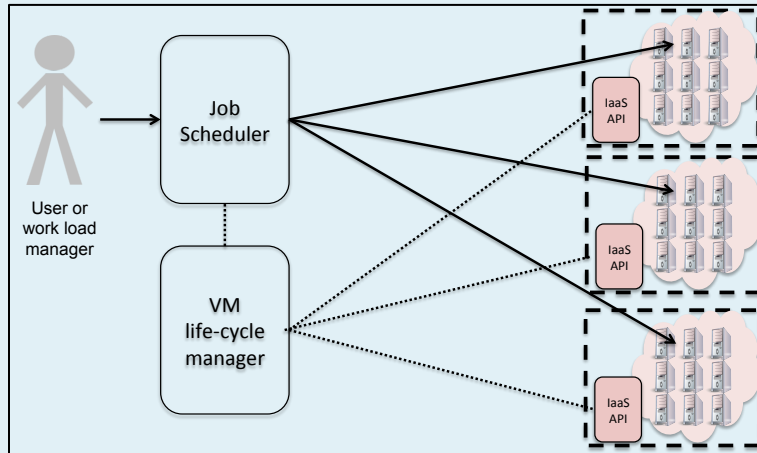 User or
work load
manager
Job
Scheduler
VM
life-cycle
manager
IaaS
API
IaaS
API
IaaS
API